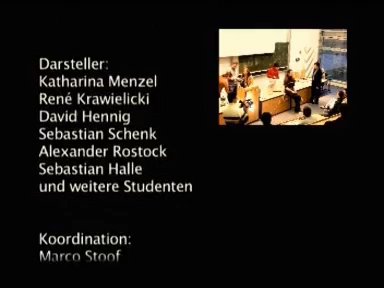 Darsteller:
Katharina Menzel
René Krawielicki
David Hennig
Sebastian Schenk
Alexander Rostock
Sebastian Halle
und weitere Studenten
Koordination:
Marco Stoof